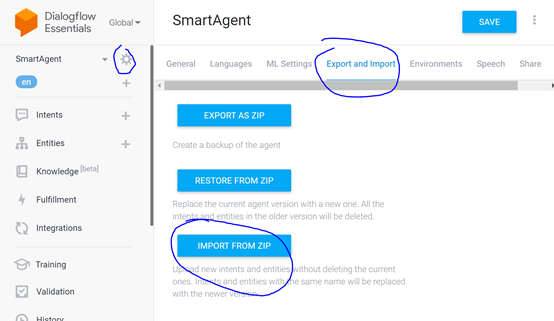 Dialogflow
Essentials
Global
SmartAgent
en
Intents
Entities
Knowledge [beta]
Fulfillment
Integrations
Training
Validation
History
SmartAgent
SAVE
General Languages ML Settings Export and Import Environments Speech Share
EXPORT AS ZIP
Create a backup of the agent
RESTORE FROM ZIP
Replace the current agent version with a new one. All the
intents and entities in the older version will be deleted.
IMPORT FROM ZIP
Upload new intents and entities without deleting the current
ones. Intents and entities with the same name will be replaced
with the newer version.